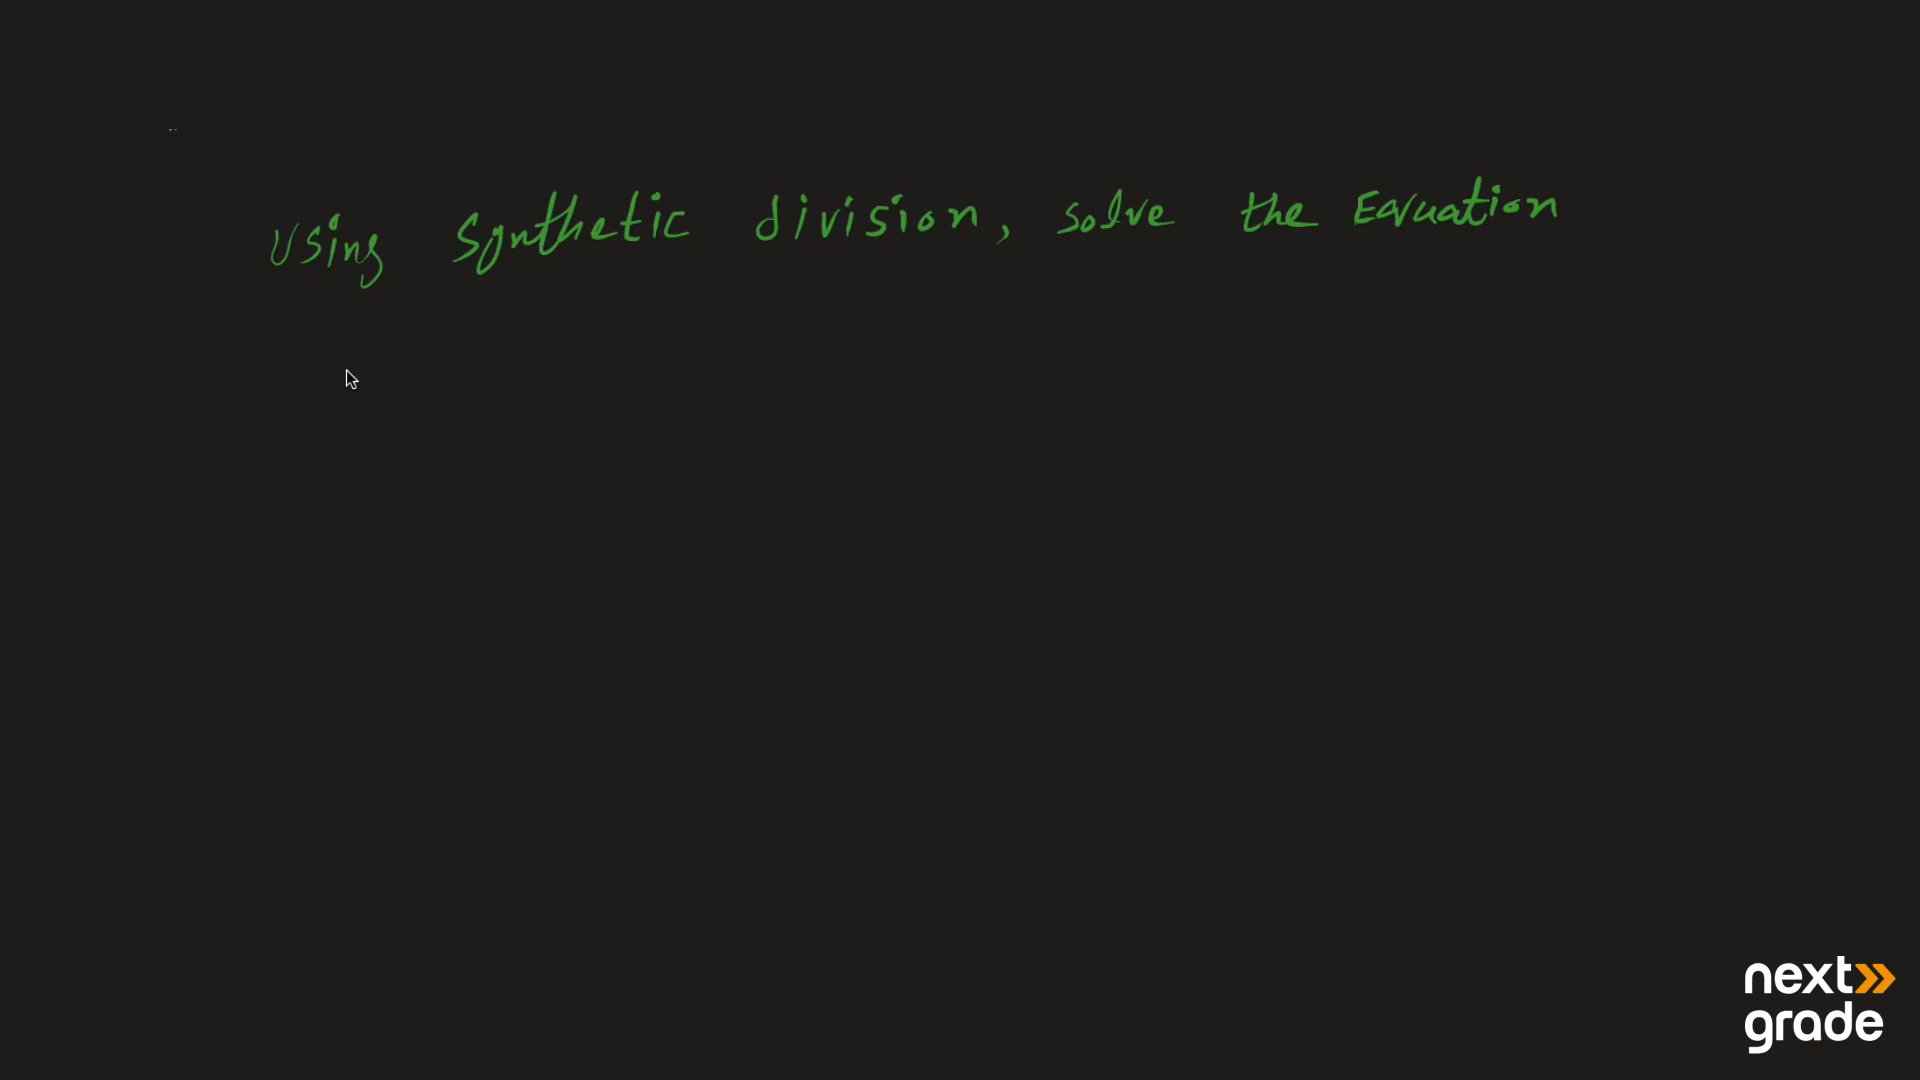 Using synthetic division, solve the Equation
next
grade